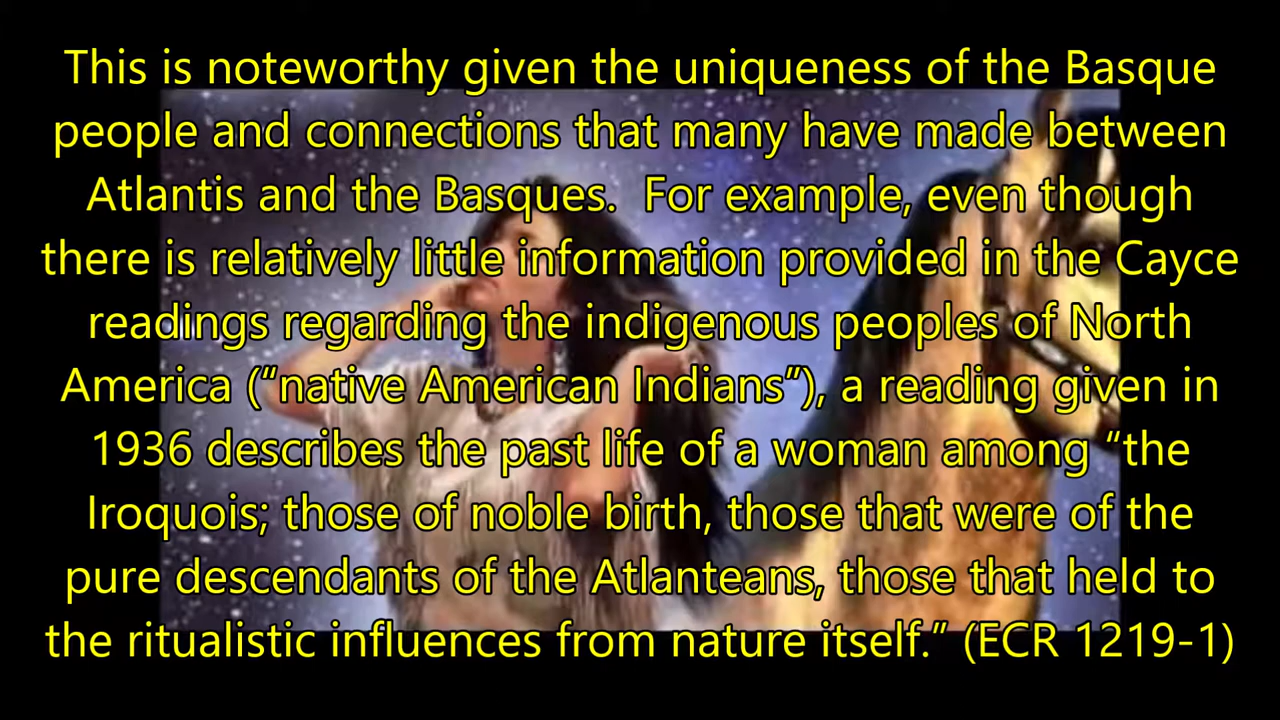 This is noteworthy given the uniqueness of the Basque
people and connections that many have made between
Atlantis and the Basques.  For example, even though
there is relatively little information provided in the Cayce
readings regarding the indigenous peoples of North
America (“native American Indians”), a reading given in
1936 describes the past life of a woman among “the
Iroquois; those of noble birth, those that were of the
pure descendants of the Atlanteans, those that held to
the ritualistic influences from nature itself.” (ECR 1219-1)